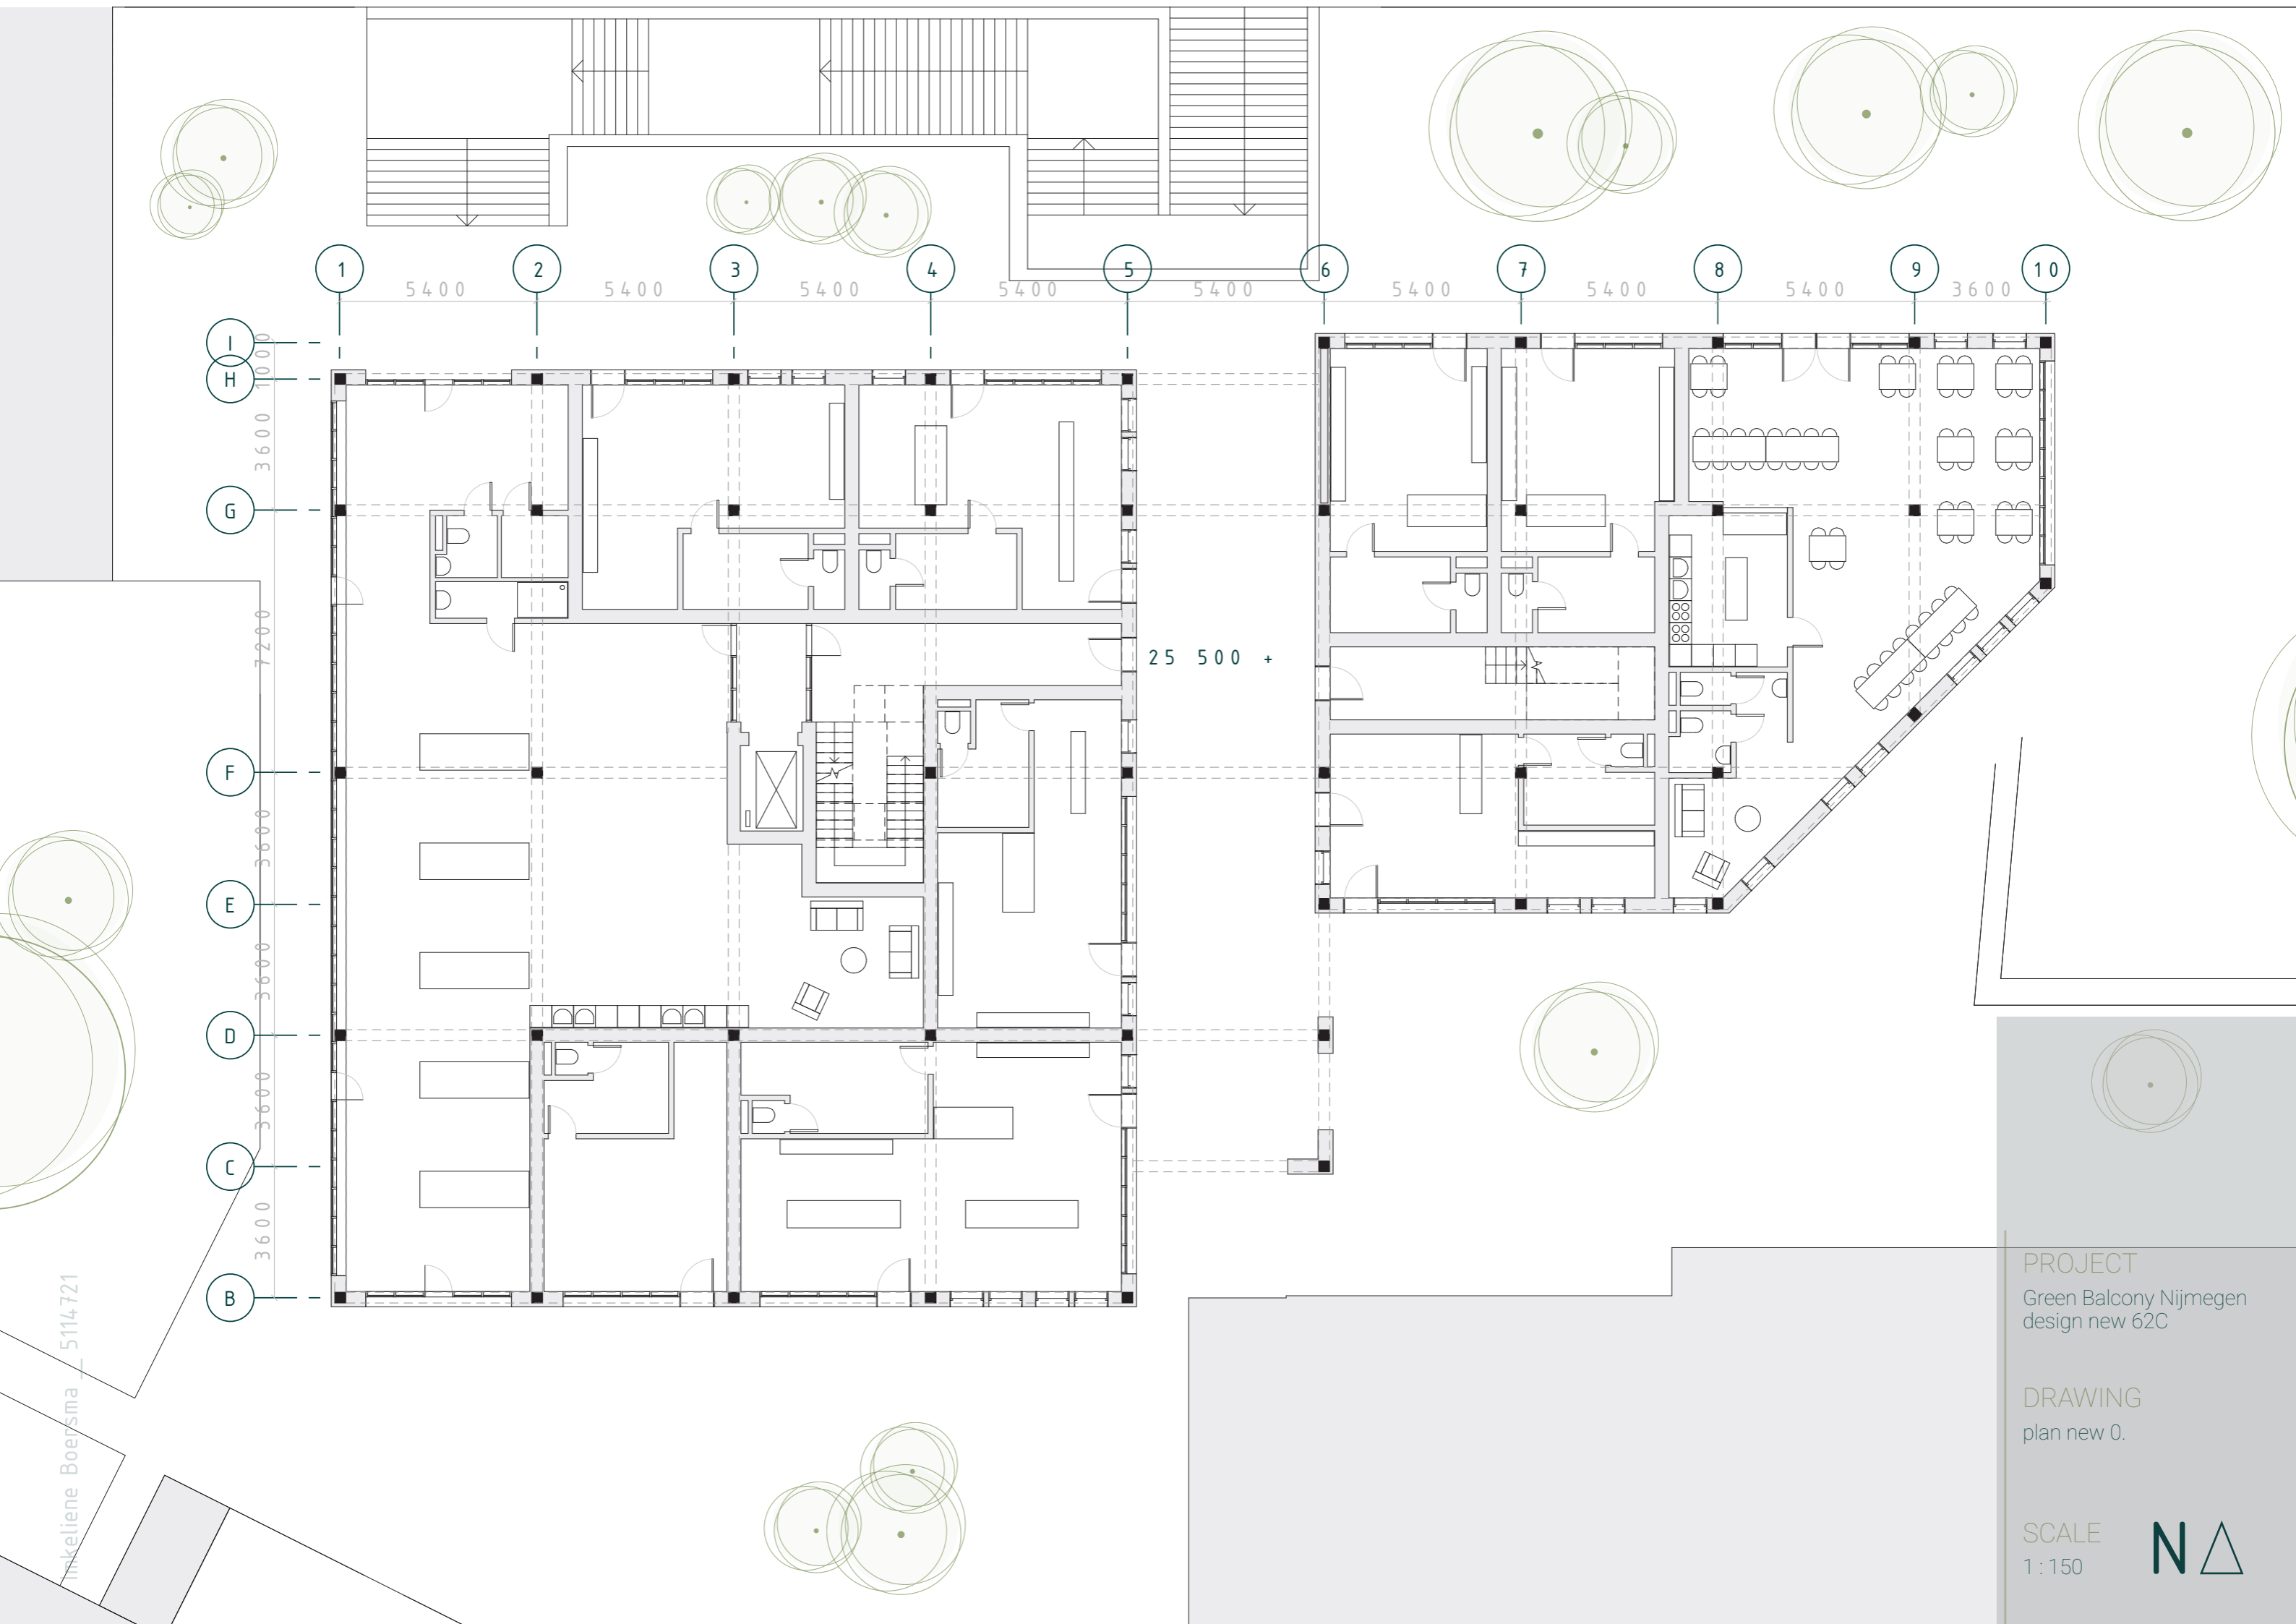 1 2 3 4 5 6 7 8 9 10
5400 5400 5400 5400 5400 5400 5400 5400 3600
I
1000
H
3600
G
7200
F
3600
E
3600
D
3600
C
3600
B
25 500 +
Inkeliene Boersma __ 5114721
PROJECT
Green Balcony Nijmegen
design new 62C
DRAWING
plan new 0.
SCALE
1 : 150
N